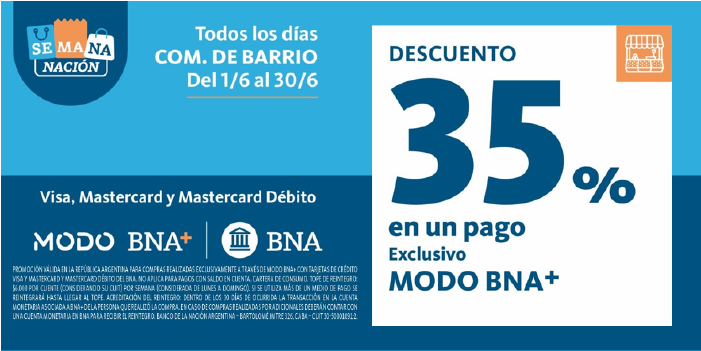 SEMANA
NACIÓN
Todos los días
COM. DE BARRIO
Del 1/6 al 30/6
Visa, Mastercard y Mastercard Débito
MODO BNA+ BNA
PROMOCIÓN VÁLIDA EN LA REPÚBLICA ARGENTINA PARA COMPRAS REALIZADAS EXCLUSIVAMENTE A TRAVÉS DE MODO BNA+ CON TARJETAS DE CRÉDITO
VISA Y MASTERCARD Y MASTERCARD DÉBITO DEL BNA. NO APLICA PARA PAGOS CON SALDO EN CUENTA. CARTERA DE CONSUMO. TOPE DE REINTEGRO:
$6.000 POR CLIENTE (CONSIDERANDO SU CUIT) POR SEMANA (CONSIDERADA DE LUNES A DOMINGO). SI SE UTILIZA MÁS DE UN MEDIO DE PAGO SE
REINTEGRARÁ HASTA LLEGAR AL TOPE. ACREDITACIÓN DEL REINTEGRO: DENTRO DE LOS 30 DÍAS DE OCURRIDA LA TRANSACCIÓN EN LA CUENTA
MONETARIA ASOCIADA A BNA+ DE LA PERSONA QUE REALIZÓ LA COMPRA. EN CASO DE COMPRAS REALIZADAS POR ADICIONALES DEBERÁN CONTAR CON
UNA CUENTA MONETARIA EN BNA PARA RECIBIR EL REINTEGRO. BANCO DE LA NACIÓN ARGENTINA - BARTOLOMÉ MITRE 326, CABA - CUIT
DESCUENTO
35%
en un pago
Exclusivo
MODO BNA+